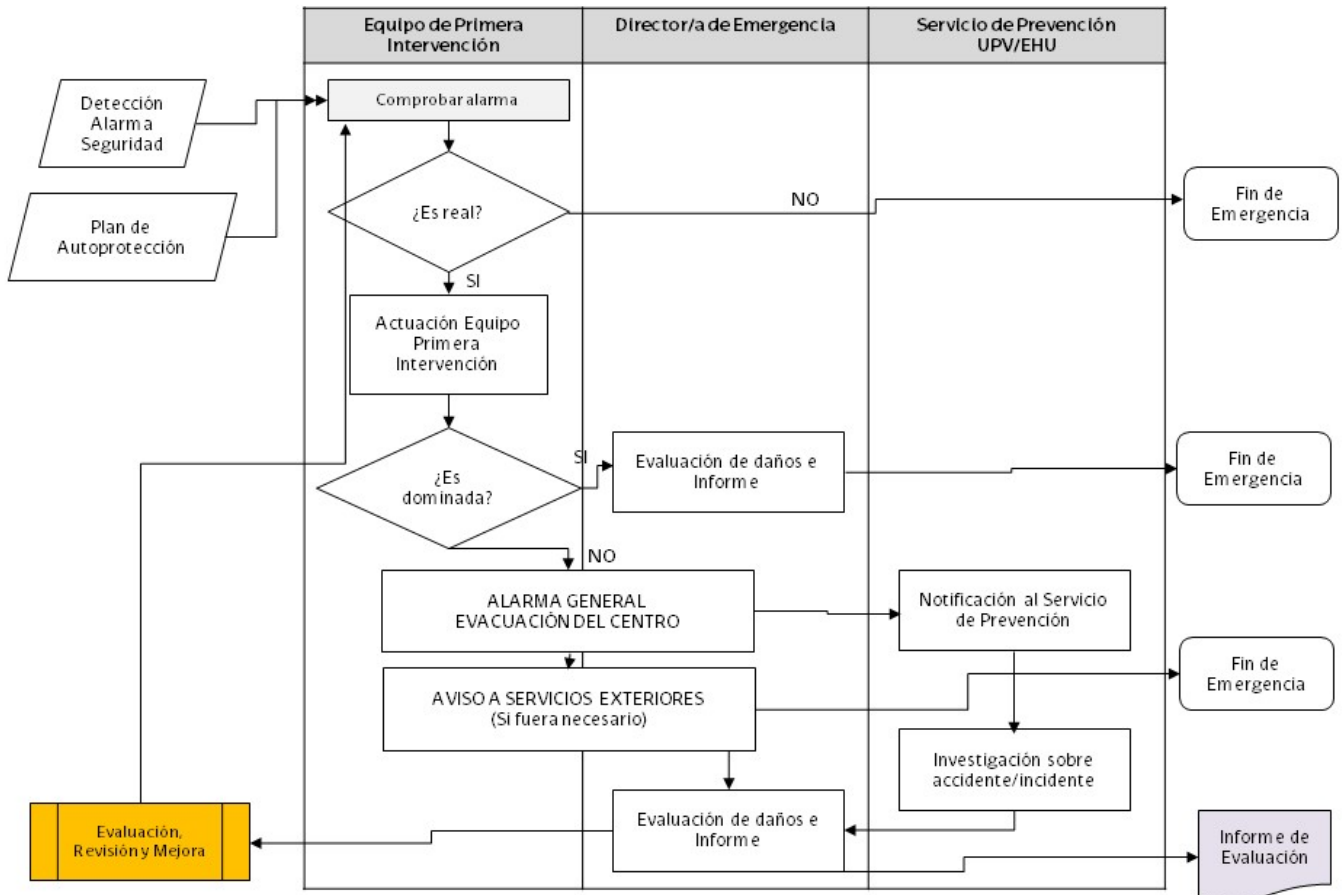 Equipo de Primera
Intervención
Director/a de Emergencia
Servicio de Prevención
UPV/EHU
Detección
Alarma
Seguridad
Comprobar alarma
Plan de
Autoprotección
¿Es real?
NO
Fin de
Emergencia
SI
Actuación Equipo
Primera
Intervención
¿Es
dominada?
SI
Evaluación de daños e
Informe
Fin de
Emergencia
NO
ALARMA GENERAL
EVACUACIÓN DEL CENTRO
Notificación al Servicio
de Prevención
AVISO A SERVICIOS EXTERIORES
(Si fuera necesario)
Fin de
Emergencia
Investigación sobre
accidente/incidente
Evaluación,
Revisión y Mejora
Evaluación de daños e
Informe
Informe de
Evaluación